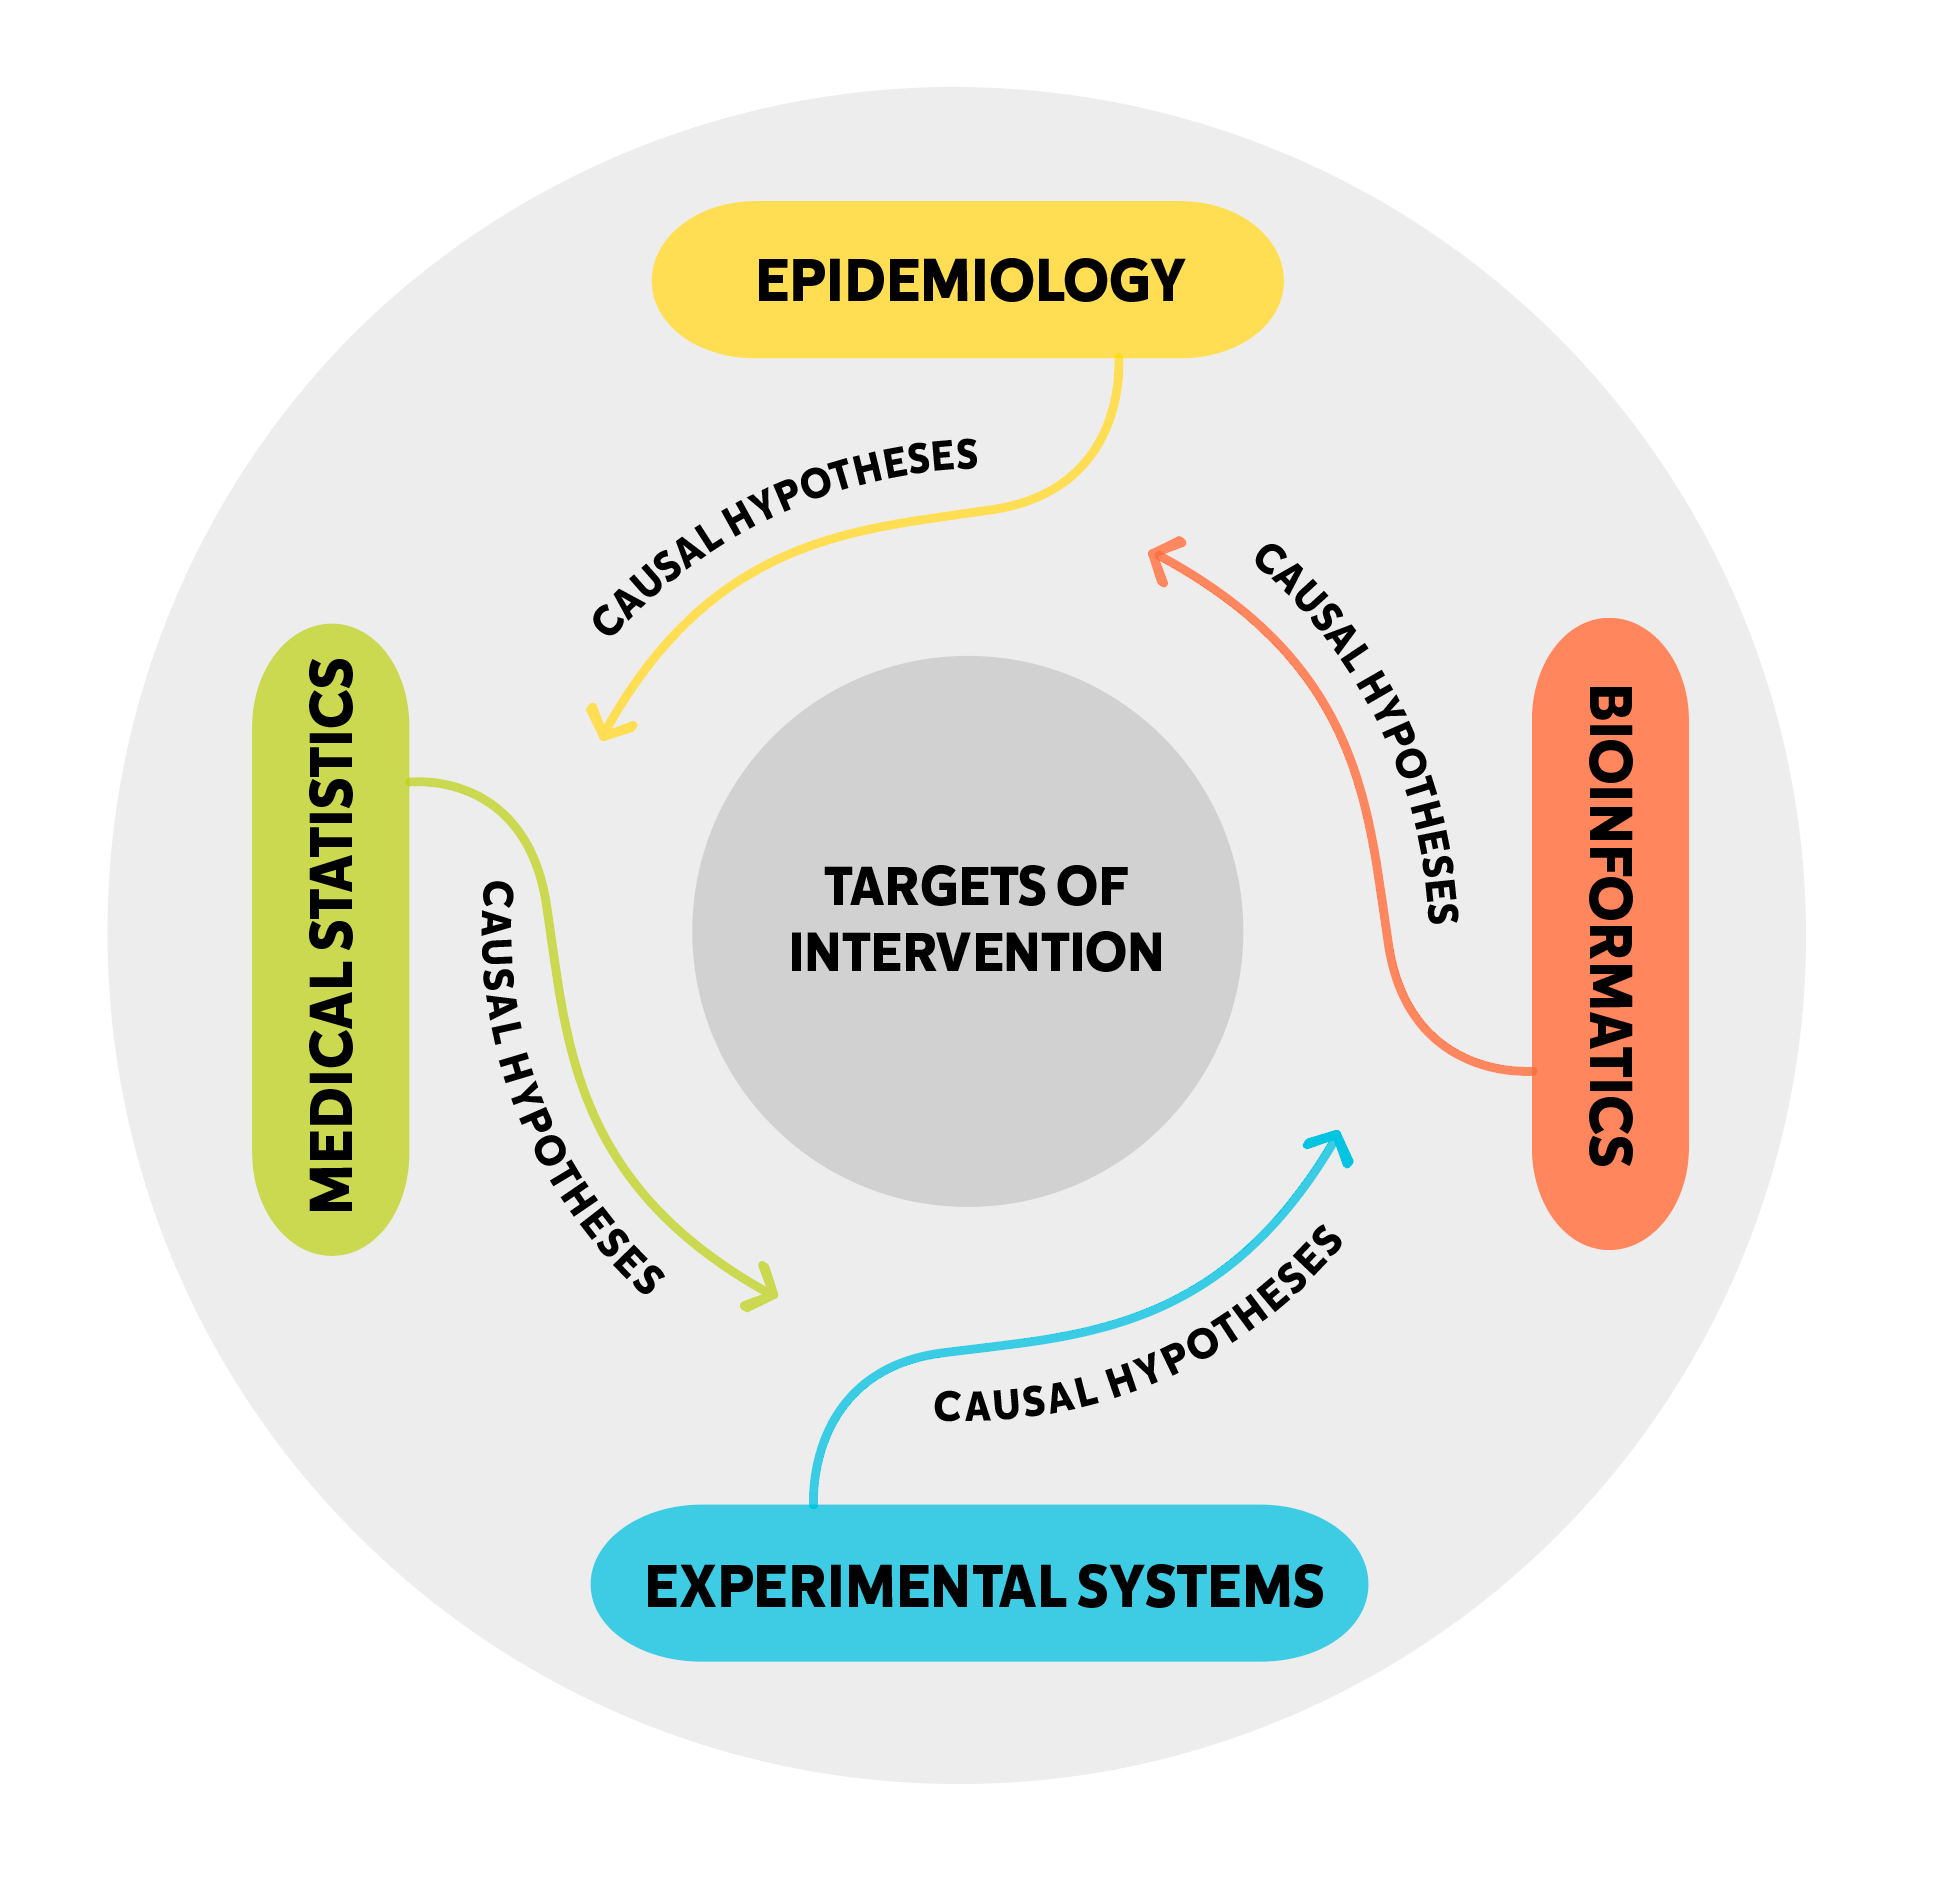 EPIDEMIOLOGY
CAUSAL HYPOTHESES
CAUSAL HYPOTHESES
MEDICAL STATISTICS
BIOINFORMATICS
TARGETS OF
INTERVENTION
CAUSAL HYPOTHESES
CAUSAL HYPOTHESES
EXPERIMENTAL SYSTEMS